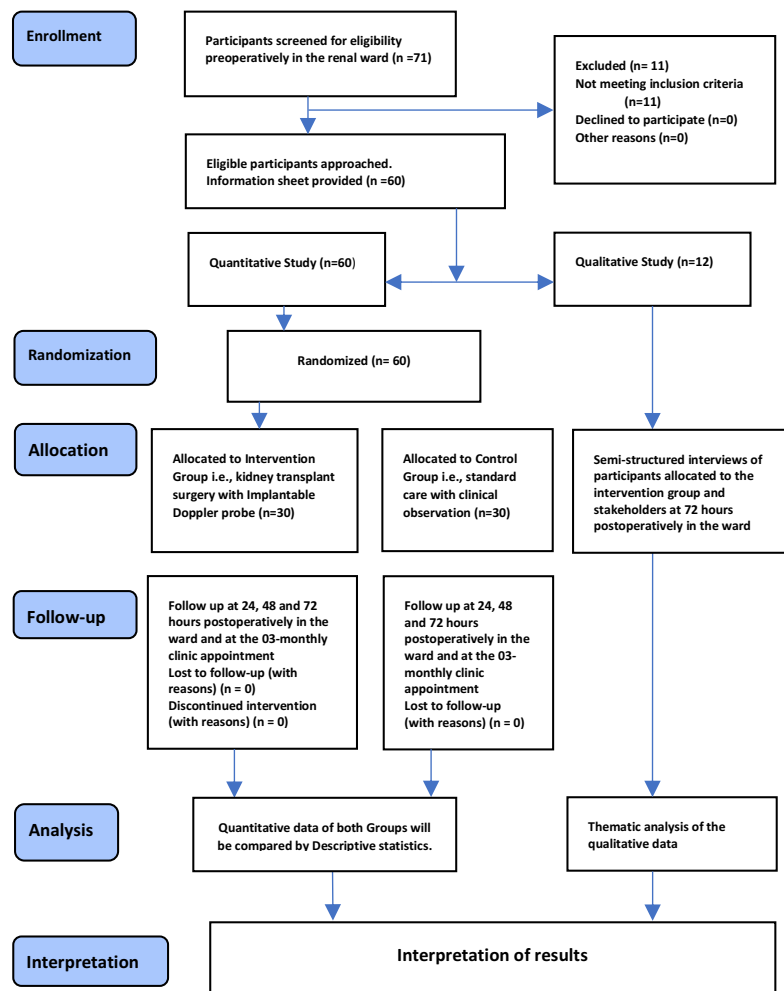 Enrollment
Participants screened for eligibility
preoperatively in the renal ward (n =71)
Excluded (n= 11)
Not meeting inclusion criteria
(n=11)
Declined to participate (n=0)
Other reasons (n=0)
Eligible participants approached.
Information sheet provided (n =60)
Quantitative Study (n=60)
Qualitative Study (n=12)
Randomization
Randomized (n= 60)
Allocation
Allocated to Intervention
Group i.e., kidney transplant
surgery with Implantable
Doppler probe (n=30)
Allocated to Control
Group i.e., standard
care with clinical
observation (n=30)
Semi-structured interviews of
participants allocated to the
intervention group and
stakeholders at 72 hours
postoperatively in the ward
Follow-up
Follow up at 24, 48 and 72
hours postoperatively in the
ward and at the 03-monthly
clinic appointment
Lost to follow-up (with
reasons) (n = 0)
Discontinued intervention
(with reasons) (n = 0)
Follow up at 24, 48
and 72 hours
postoperatively in the
ward and at the 03-
monthly clinic
appointment
Lost to follow-up
(with reasons) (n = 0)
Analysis
Quantitative data of both Groups will
be compared by Descriptive statistics.
Thematic analysis of the
qualitative data
Interpretation
Interpretation of results